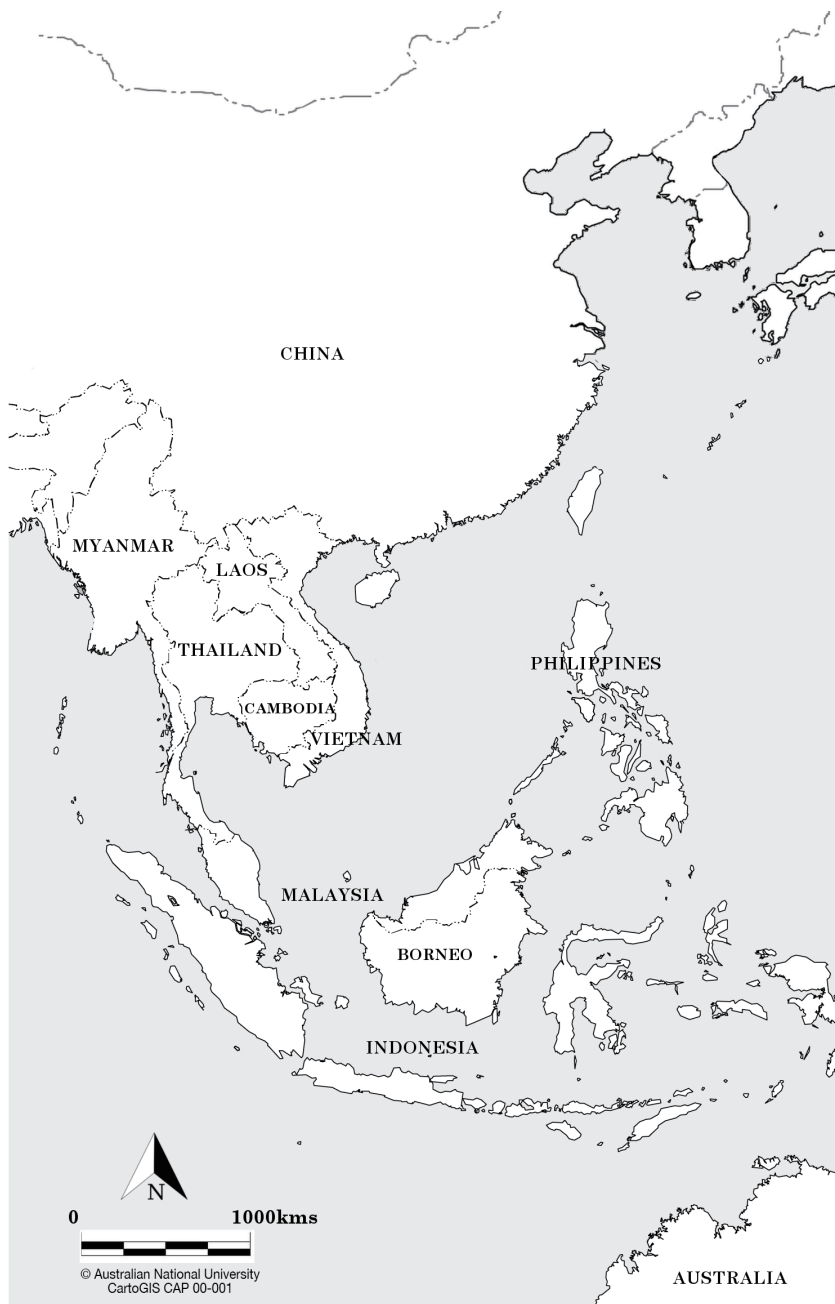 CHINA
MYANMAR
LAOS
THAILAND
PHILIPPINES
CAMBODIA
VIETNAM
MALAYSIA
BORNEO
INDONESIA
N
0 1000kms
© Australian National University
CartoGIS CAP 00-001
AUSTRALIA